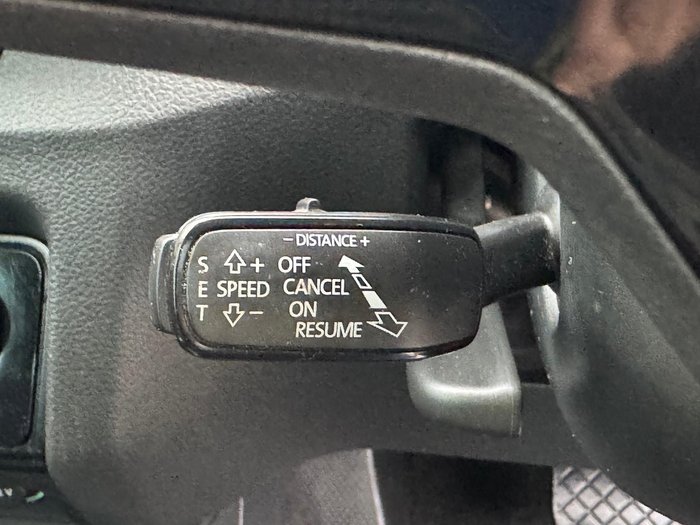 − DISTANCE +
S + OFF
E SPEED CANCEL
T − ON
RESUME